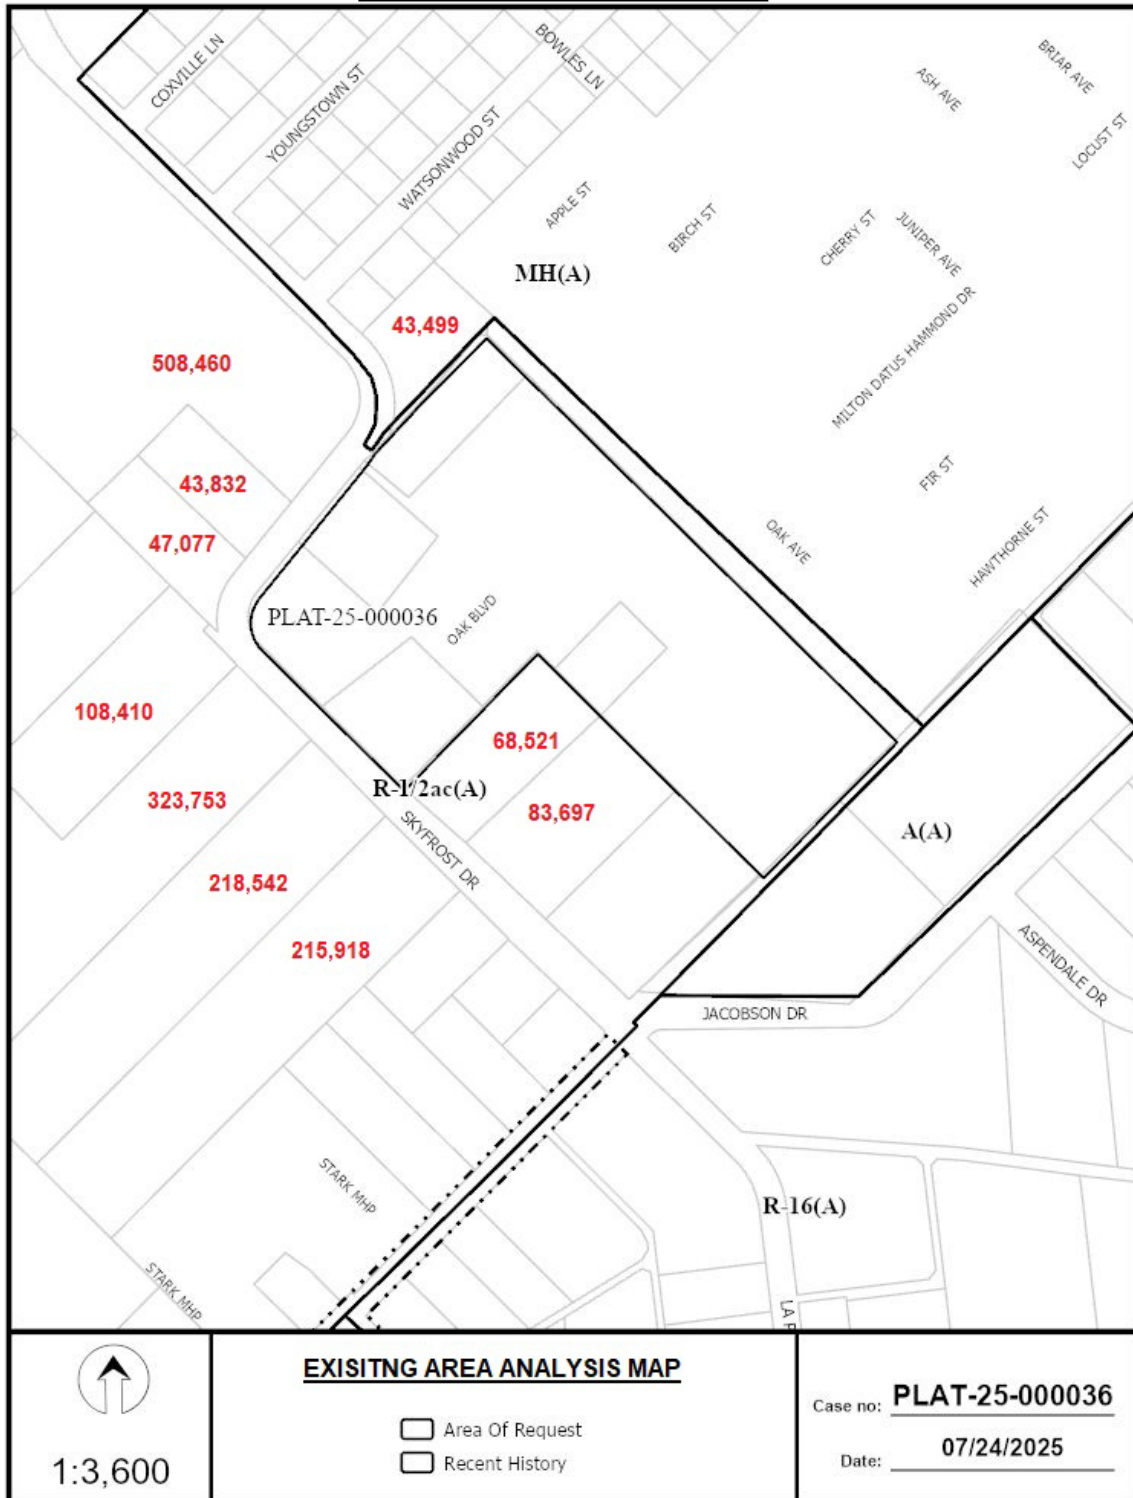 COXVILLE LN
YOUNGSTOWN ST
WATSONWOOD ST
BOWLES LN
ASH AVE
BRIAR AVE
LOCUST ST
APPLE ST
BIRCH ST
CHERRY ST
JUNIPER AVE
MH(A)
MILTON DATUS HAMMOND DR
43,499
508,460
43,832
47,077
FIR ST
OAK AVE
HAWTHORNE ST
PLAT-25-000036
OAK BLVD
108,410
68,521
R-1/2ac(A)
323,753
83,697
SKYFROST DR
A(A)
218,542
215,918
ASPENDALE DR
JACOBSON DR
STARK MHP
R-16(A)
STARK MHP
1:3,600
EXISITNG AREA ANALYSIS MAP
Area Of Request
Recent History
Case no: PLAT-25-000036
Date: 07/24/2025